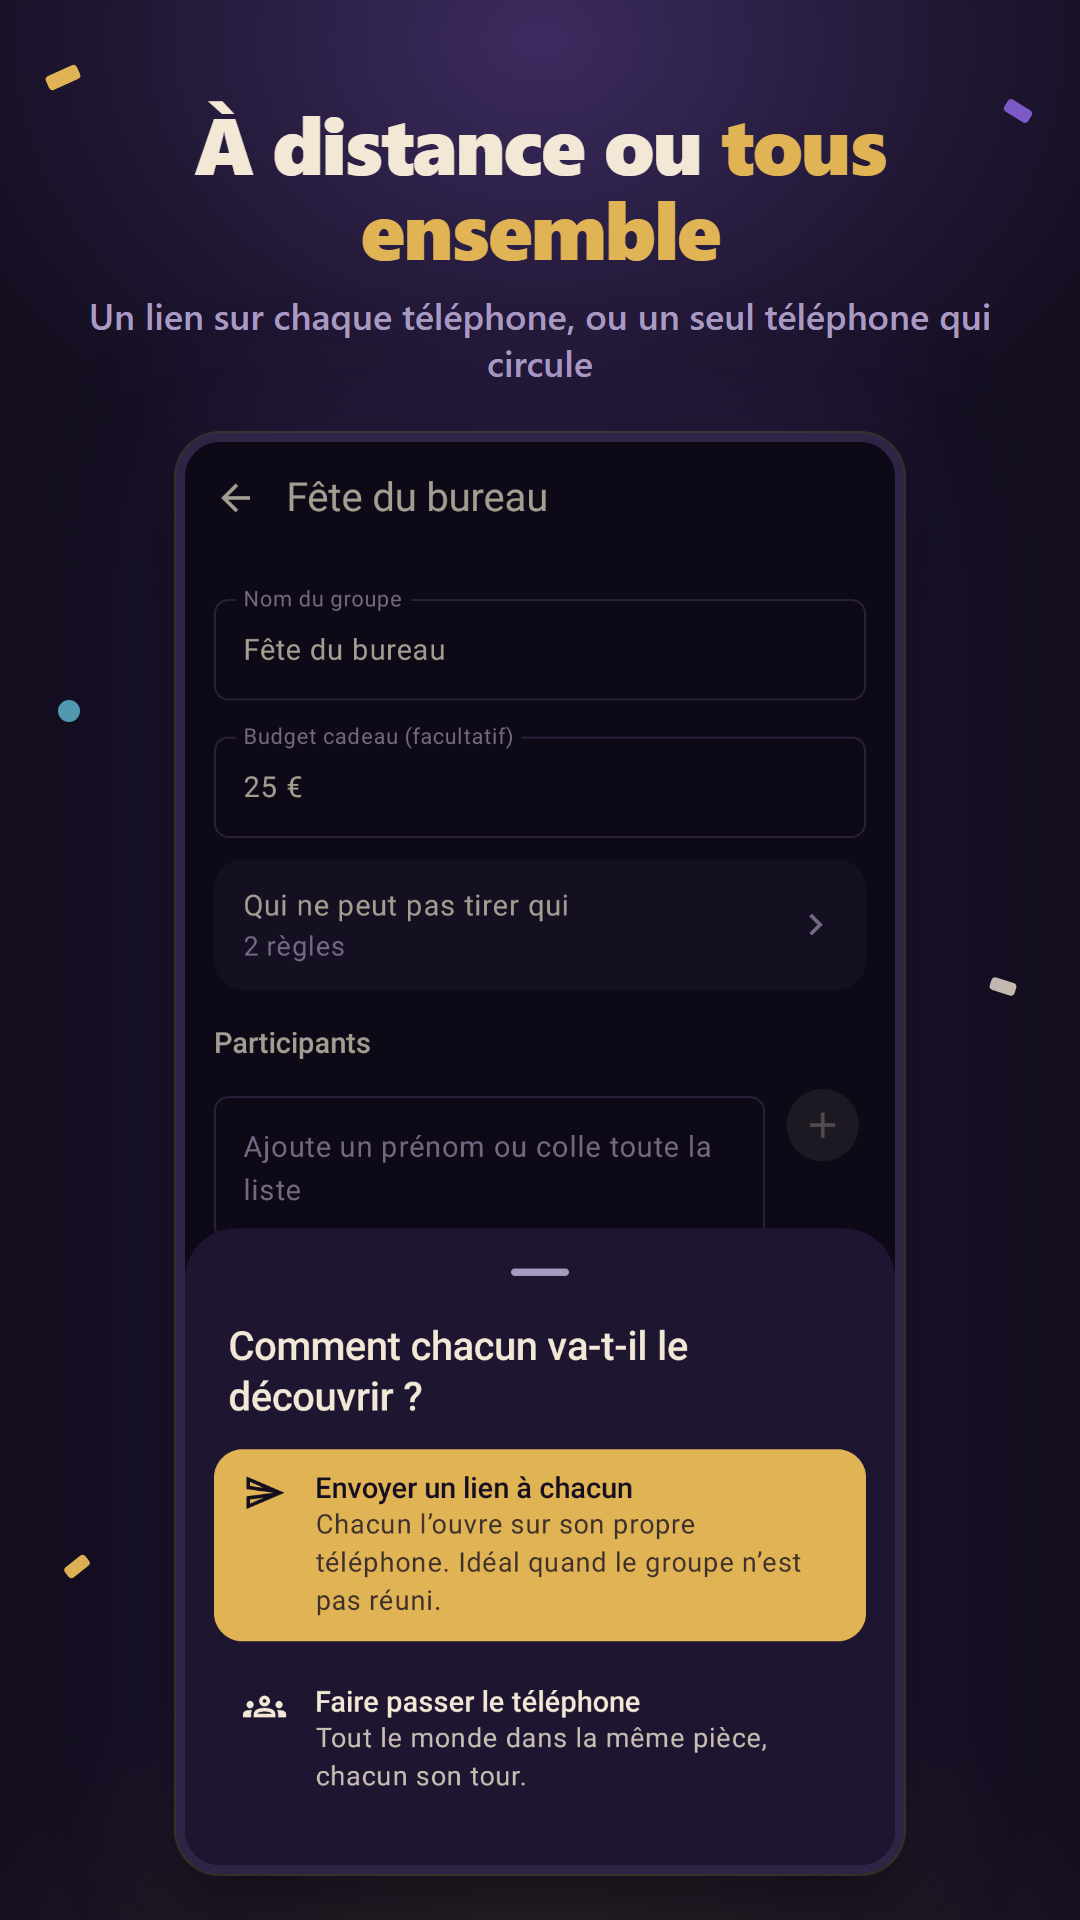 À distance ou tous
ensemble
Un lien sur chaque téléphone, ou un seul téléphone qui
circule
Fête du bureau
Nom du groupe
Fête du bureau
Budget cadeau (facultatif)
25 €
Qui ne peut pas tirer qui
2 règles
Participants
Ajoute un prénom ou colle toute la
liste
Comment chacun va-t-il le
découvrir ?
Envoyer un lien à chacun
Chacun l’ouvre sur son propre
téléphone. Idéal quand le groupe n’est
pas réuni.
Faire passer le téléphone
Tout le monde dans la même pièce,
chacun son tour.